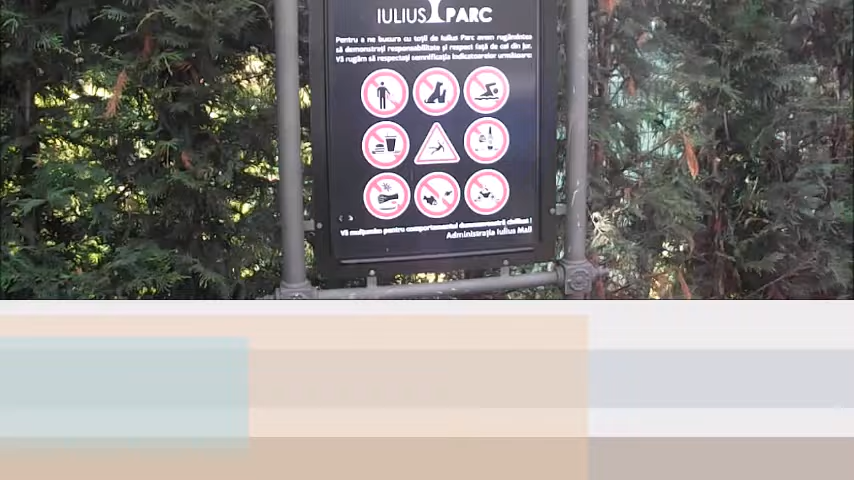 IULIUS PARC
Pentru a ne bucura cu toții de Iulius Parc avem rugămintea
să demonstrați responsabilitate și respect față de cei din jur.
Vă rugăm să respectați semnificația indicatoarelor următoare:
Vă mulțumim pentru comportamentul dumneavoastră civilizat!
Administrația Iulius Mall